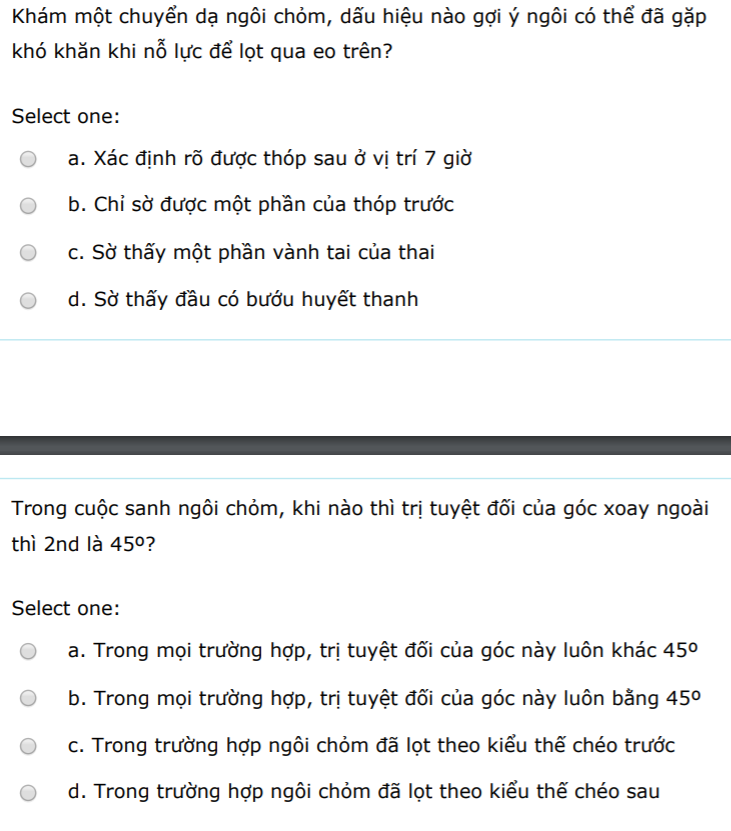 Khám một chuyển dạ ngôi chỏm, dấu hiệu nào gợi ý ngôi có thể đã gặp
khó khăn khi nỗ lực để lọt qua eo trên?
Select one:
a. Xác định rõ được thóp sau ở vị trí 7 giờ
b. Chỉ sờ được một phần của thóp trước
c. Sờ thấy một phần vành tai của thai
d. Sờ thấy đầu có bướu huyết thanh
Trong cuộc sanh ngôi chỏm, khi nào thì trị tuyệt đối của góc xoay ngoài
thì 2nd là 45º?
Select one:
a. Trong mọi trường hợp, trị tuyệt đối của góc này luôn khác 45º
b. Trong mọi trường hợp, trị tuyệt đối của góc này luôn bằng 45º
c. Trong trường hợp ngôi chỏm đã lọt theo kiểu thế chéo trước
d. Trong trường hợp ngôi chỏm đã lọt theo kiểu thế chéo sau